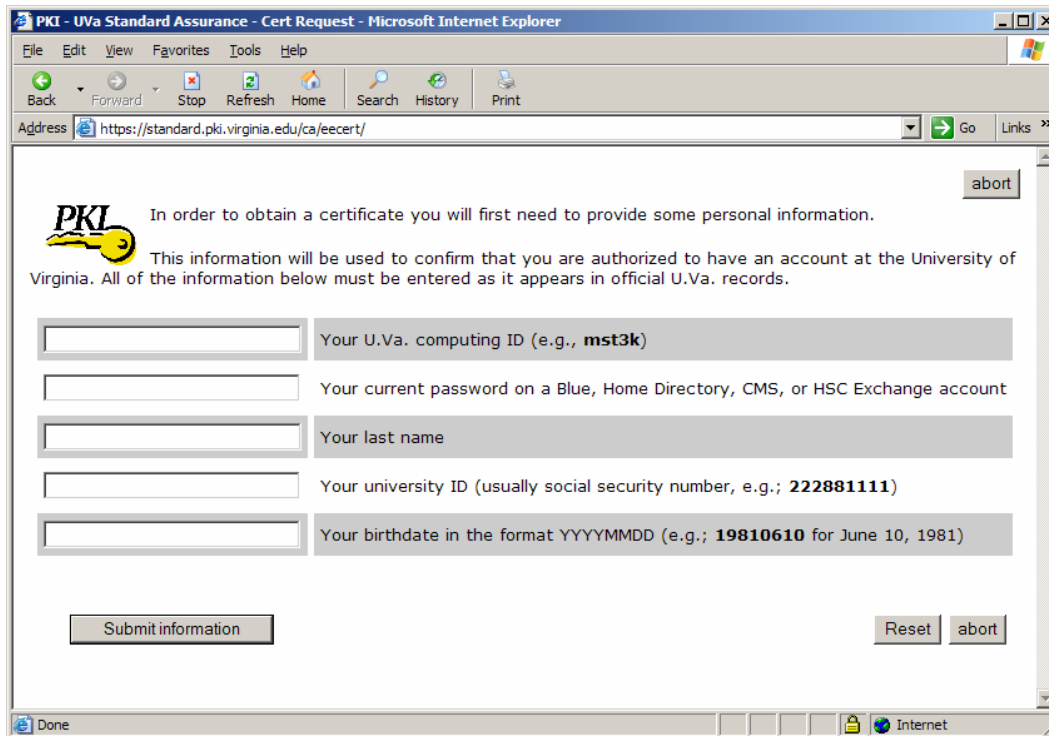 PKI - UVa Standard Assurance - Cert Request - Microsoft Internet Explorer
File Edit View Favorites Tools Help
Back Forward Stop Refresh Home Search History Print
Address https://standard.pki.virginia.edu/ca/eecert/ Go Links »
abort
PKI
In order to obtain a certificate you will first need to provide some personal information.
This information will be used to confirm that you are authorized to have an account at the University of
Virginia. All of the information below must be entered as it appears in official U.Va. records.
Your U.Va. computing ID (e.g., mst3k)
Your current password on a Blue, Home Directory, CMS, or HSC Exchange account
Your last name
Your university ID (usually social security number, e.g.; 222881111)
Your birthdate in the format YYYYMMDD (e.g.; 19810610 for June 10, 1981)
Submit information Reset abort
Done Internet